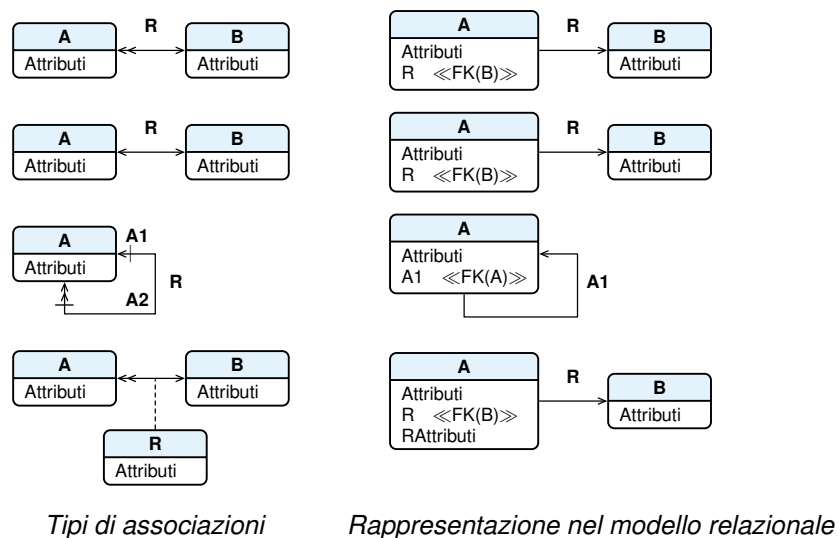 R
A B
Attributi Attributi
R
A B
Attributi Attributi
A A1
Attributi
R
A2
A B
Attributi Attributi
R
Attributi
Tipi di associazioni
A R
Attributi B
R ≪FK(B)≫ Attributi
A R
Attributi B
R ≪FK(B)≫ Attributi
A
Attributi
A1 ≪FK(A)≫ A1
A
R
Attributi B
R ≪FK(B)≫ Attributi
RAttributi
Rappresentazione nel modello relazionale